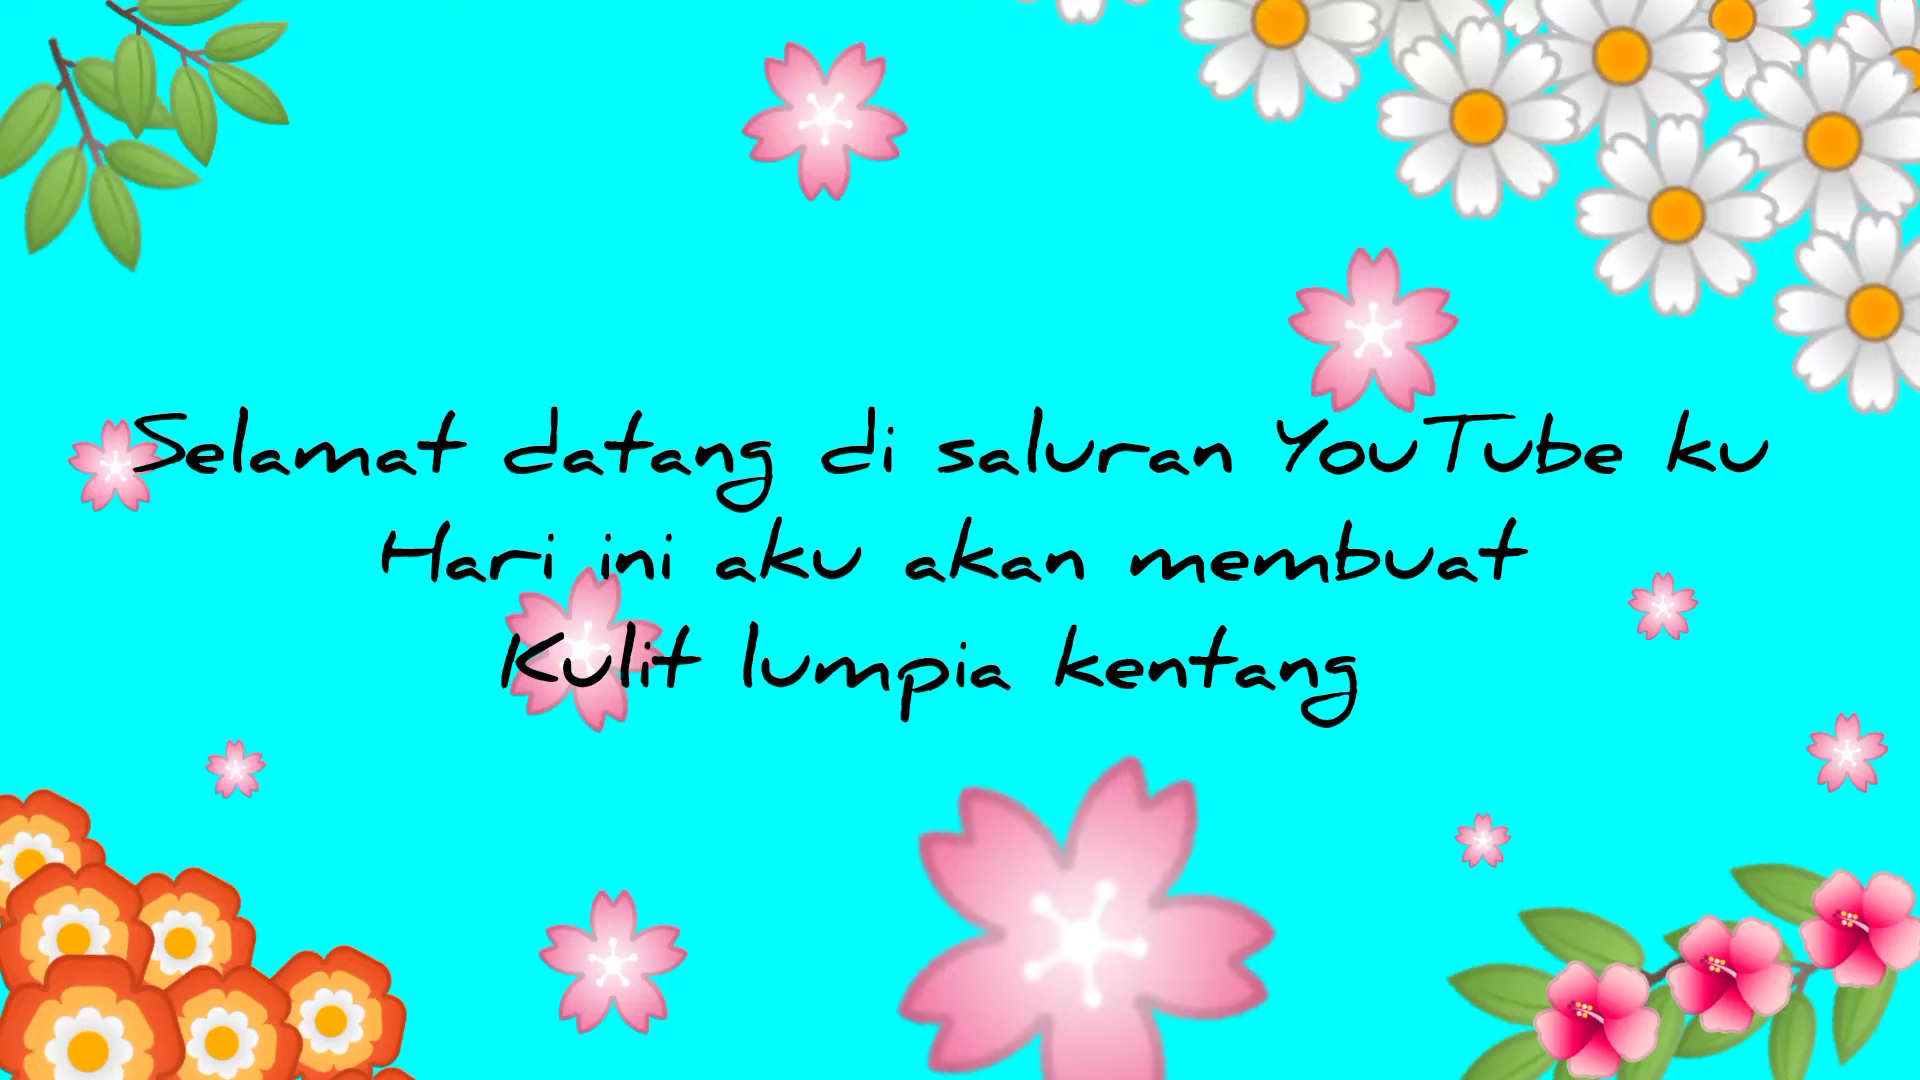 Selamat datang di saluran YouTube ku
Hari ini aku akan membuat
Kulit lumpia kentang